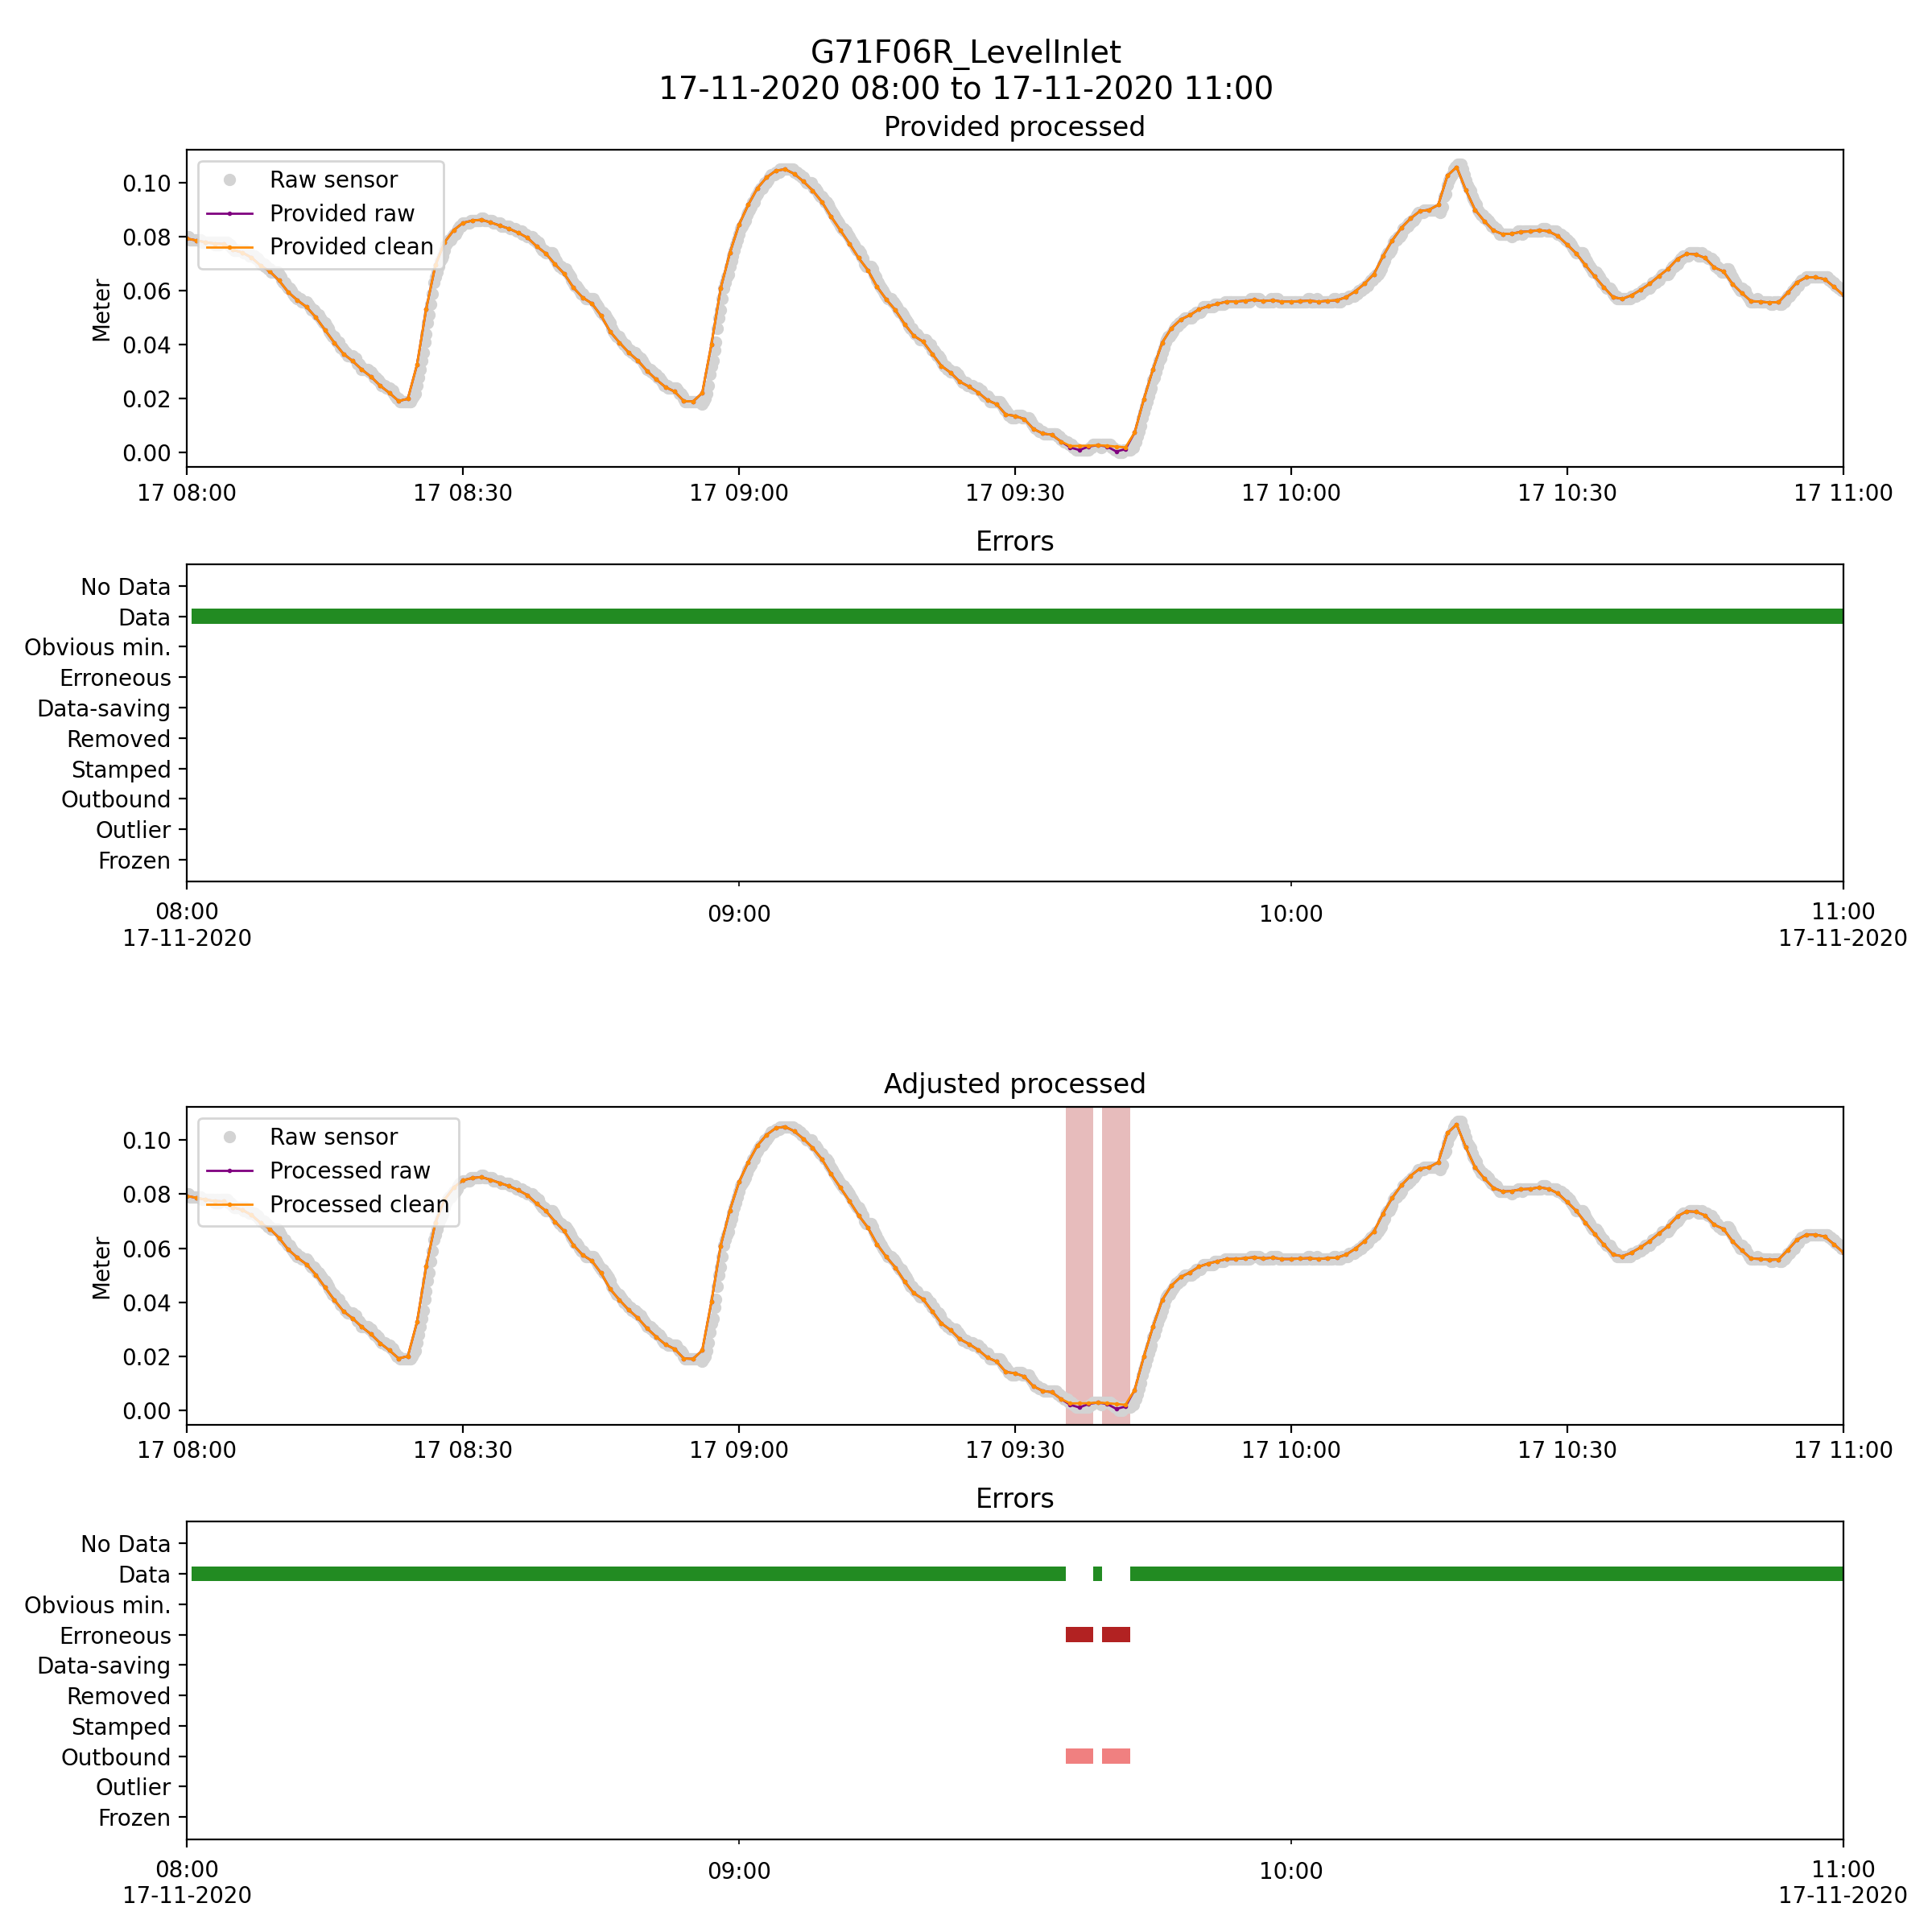 G71F06R_LevelInlet
17-11-2020 08:00 to 17-11-2020 11:00
Provided processed
Raw sensor
Provided raw
Provided clean
Meter
0.10
0.08
0.06
0.04
0.02
0.00
17 08:00
17 08:30
17 09:00
17 09:30
17 10:00
17 10:30
17 11:00
Errors
No Data
Data
Obvious min.
Erroneous
Data-saving
Removed
Stamped
Outbound
Outlier
Frozen
08:00
17-11-2020
09:00
10:00
11:00
17-11-2020
Adjusted processed
Raw sensor
Processed raw
Processed clean
Meter
0.10
0.08
0.06
0.04
0.02
0.00
17 08:00
17 08:30
17 09:00
17 09:30
17 10:00
17 10:30
17 11:00
Errors
No Data
Data
Obvious min.
Erroneous
Data-saving
Removed
Stamped
Outbound
Outlier
Frozen
08:00
17-11-2020
09:00
10:00
11:00
17-11-2020